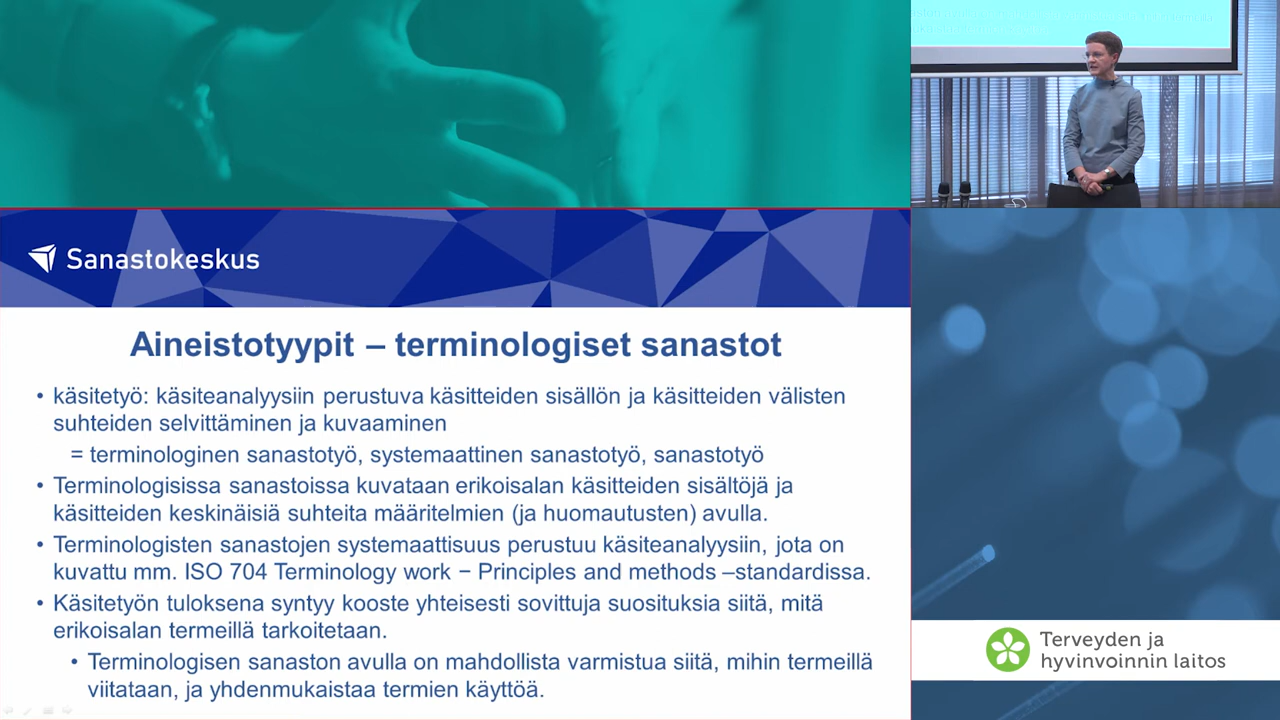 Sanastokeskus
Aineistotyypit – terminologiset sanastot
• käsitetyö: käsiteanalyysiin perustuva käsitteiden sisällön ja käsitteiden välisten
suhteiden selvittäminen ja kuvaaminen
= terminologinen sanastotyö, systemaattinen sanastotyö, sanastotyö
• Terminologisissa sanastoissa kuvataan erikoisalan käsitteiden sisältöjä ja
käsitteiden keskinäisiä suhteita määritelmien (ja huomautusten) avulla.
• Terminologisten sanastojen systemaattisuus perustuu käsiteanalyysiin, jota on
kuvattu mm. ISO 704 Terminology work − Principles and methods –standardissa.
• Käsitetyön tuloksena syntyy kooste yhteisesti sovittuja suosituksia siitä, mitä
erikoisalan termeillä tarkoitetaan.
• Terminologisen sanaston avulla on mahdollista varmistua siitä, mihin termeillä
viitataan, ja yhdenmukaistaa termien käyttöä.
Terveyden ja
hyvinvoinnin laitos